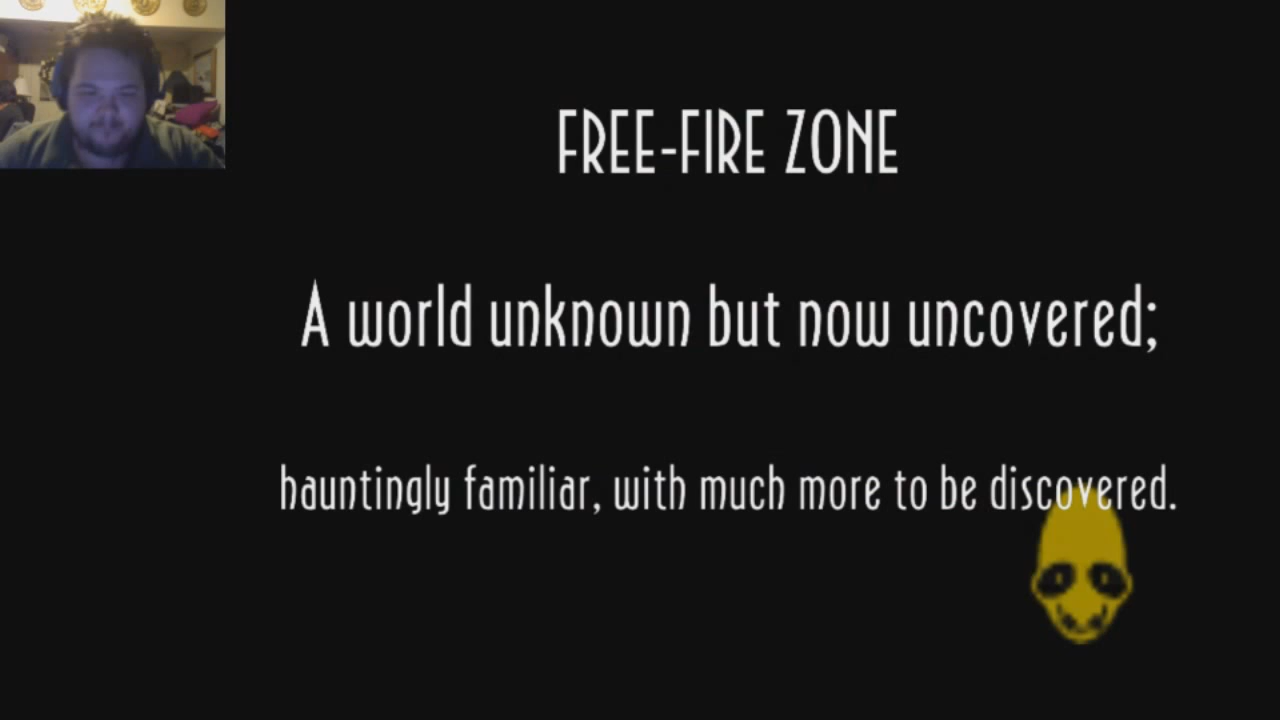 FREE-FIRE ZONE
A world unknown but now uncovered;
hauntingly familiar, with much more to be discovered.